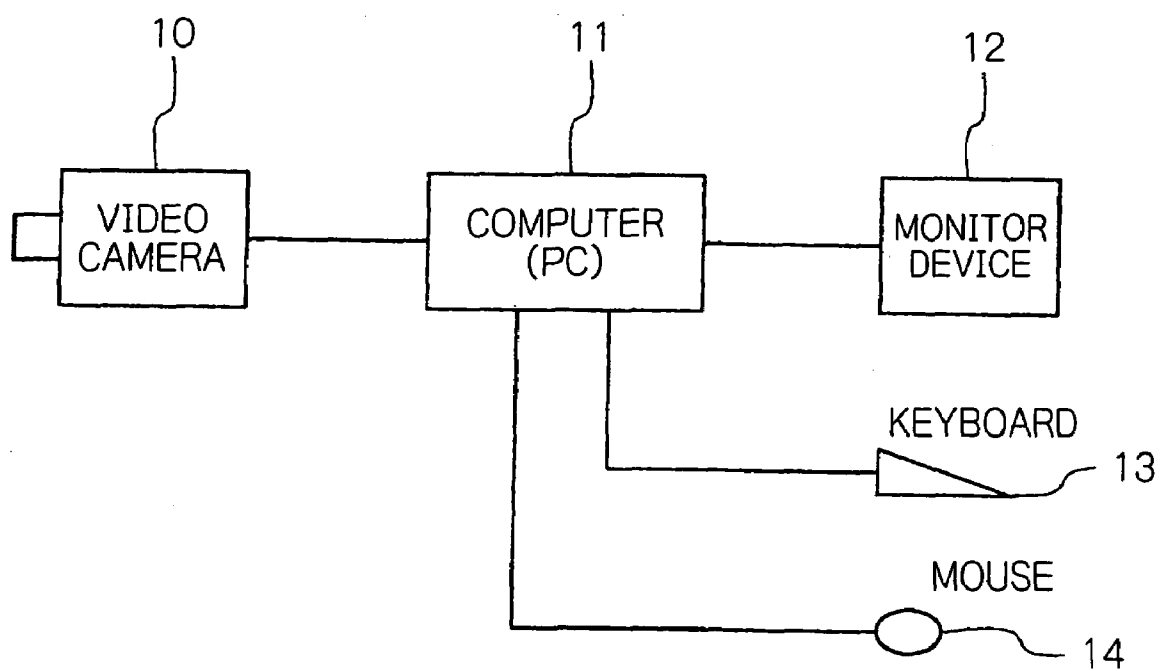 10
11
12
VIDEO
CAMERA
COMPUTER
(PC)
MONITOR
DEVICE
KEYBOARD
13
MOUSE
14